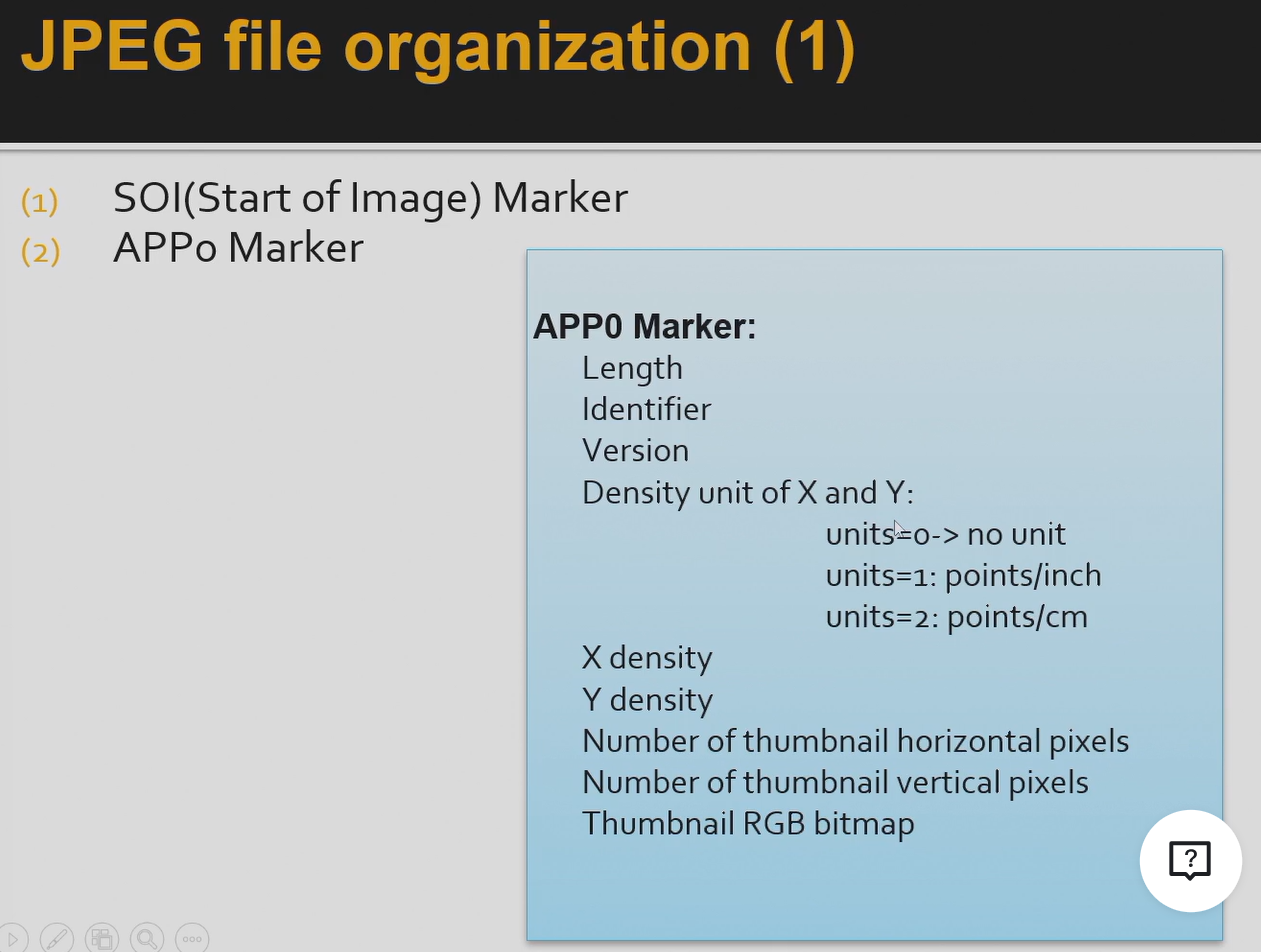 JPEG file organization (1)
(1) SOI(Start of Image) Marker
(2) APP0 Marker
APP0 Marker:
Length
Identifier
Version
Density unit of X and Y:
units=0-> no unit
units=1: points/inch
units=2: points/cm
X density
Y density
Number of thumbnail horizontal pixels
Number of thumbnail vertical pixels
Thumbnail RGB bitmap
?